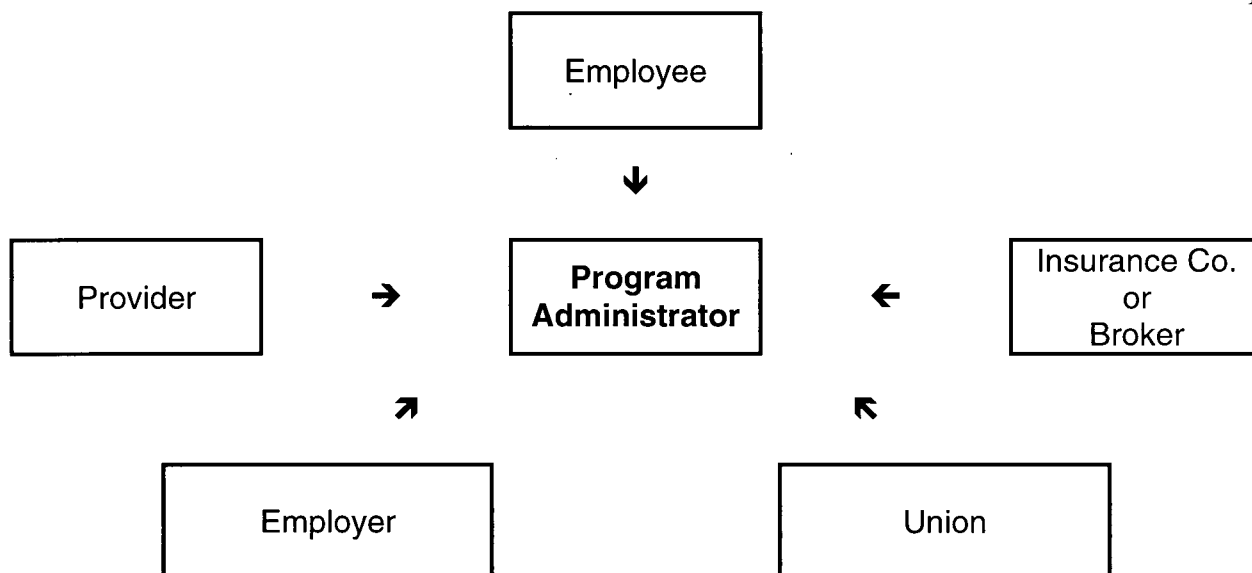 Employee
Provider
Program
Administrator
Insurance Co.
or
Broker
Employer
Union